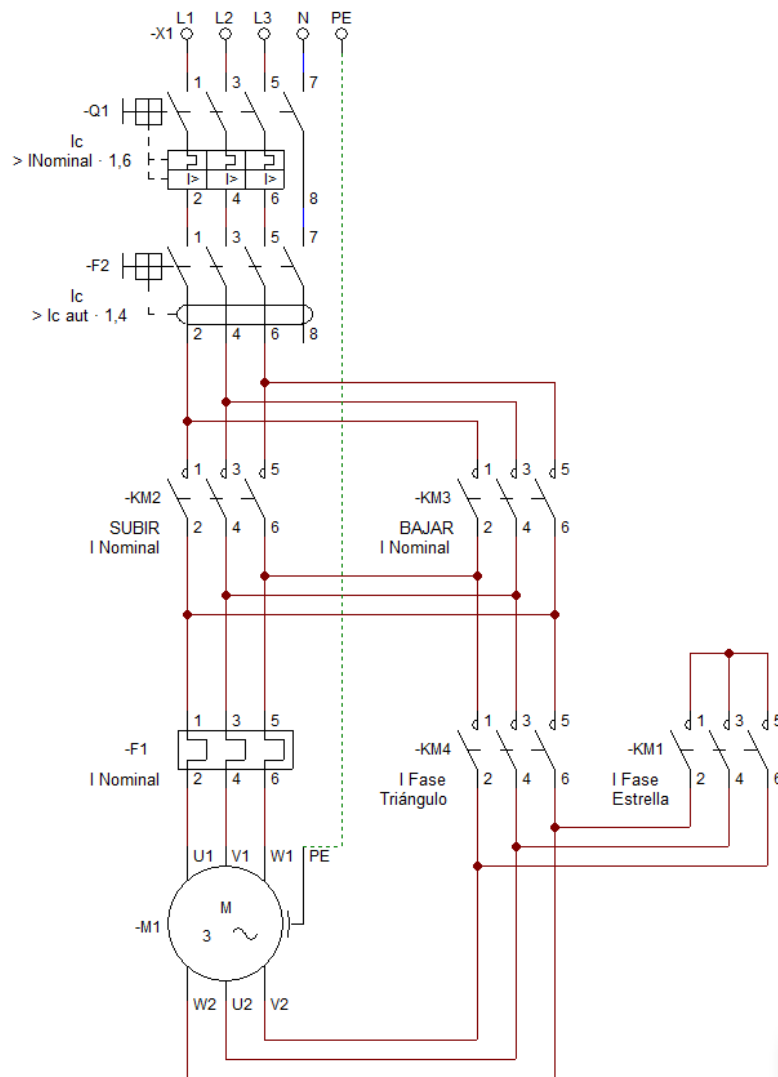 L1 L2 L3 N PE
-X1
1 3 5 7
-Q1
Ic
> INominal · 1,6
I> I> I>
2 4 6 8
1 3 5 7
-F2
Ic
> Ic aut · 1,4
2 4 6 8
1 3 5 1 3 5
-KM2 -KM3
SUBIR 2 4 6 BAJAR 2 4 6
I Nominal I Nominal
1 3 5 1 3 5 1 3 5
-F1 -KM4 -KM1
I Nominal 2 4 6 I Fase 2 4 6 I Fase 2 4 6
Triángulo Estrella
U1 V1 W1 PE
M
-M1
3
W2 U2 V2